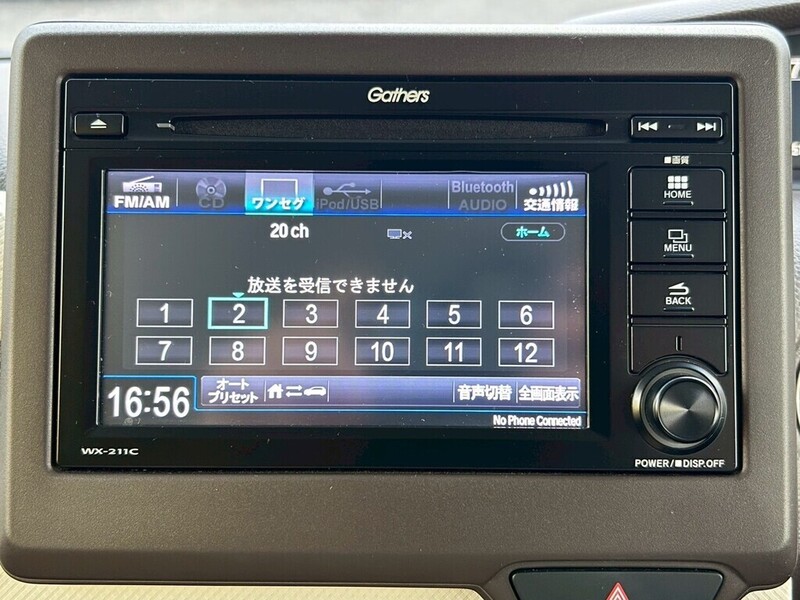 Gathers
■画質
HOME
MENU
BACK
FM/AM
CD
ワンセグ
iPod/USB
Bluetooth
AUDIO
交通情報
20 ch
ホーム
放送を受信できません
1 2 3 4 5 6
7 8 9 10 11 12
16:56
オート
プリセット
音声切替
全画面表示
No Phone Connected
WX-211C
POWER/■DISP.OFF